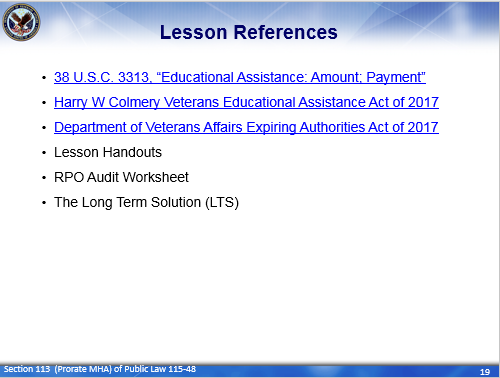 Lesson References
• 38 U.S.C. 3313, “Educational Assistance: Amount; Payment”
• Harry W Colmery Veterans Educational Assistance Act of 2017
• Department of Veterans Affairs Expiring Authorities Act of 2017
• Lesson Handouts
• RPO Audit Worksheet
• The Long Term Solution (LTS)
Section 113 (Prorate MHA) of Public Law 115-48
19